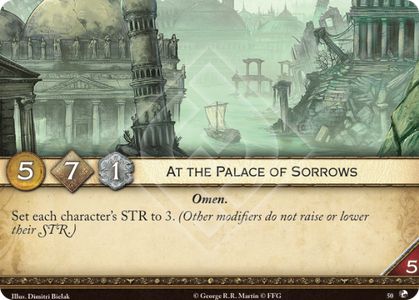 5 7 1 AT THE PALACE OF SORROWS
Omen.
Set each character's STR to 3. (Other modifiers do not raise or lower
their STR.)
5
Illus. Dimitri Bielak © George R.R. Martin © FFG 50